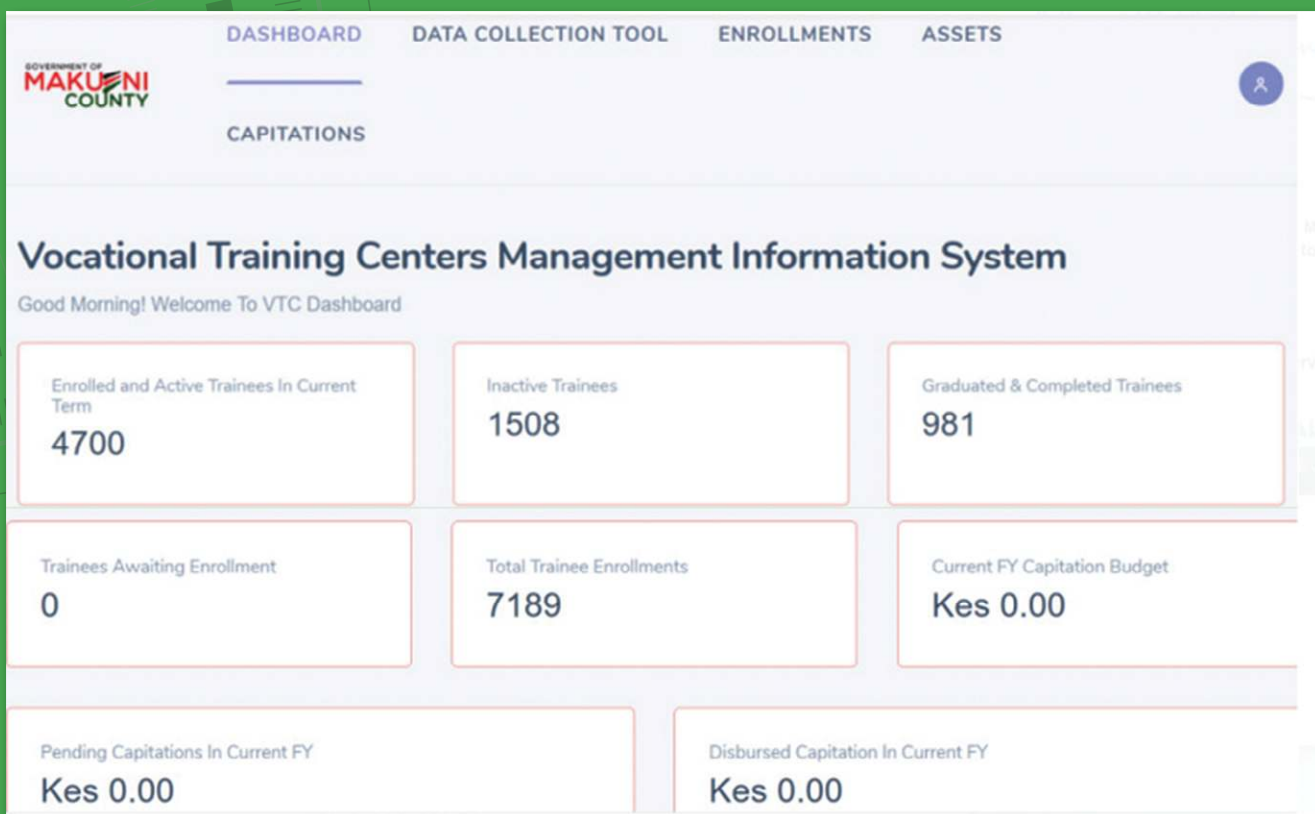 DASHBOARD DATA COLLECTION TOOL ENROLLMENTS ASSETS
GOVERNMENT OF
MAKUENI
COUNTY
CAPITATIONS
Vocational Training Centers Management Information System
Good Morning! Welcome To VTC Dashboard
Enrolled and Active Trainees In Current
Term
4700
Inactive Trainees
1508
Graduated & Completed Trainees
981
Trainees Awaiting Enrollment
0
Total Trainee Enrollments
7189
Current FY Capitation Budget
Kes 0.00
Pending Capitations In Current FY
Kes 0.00
Disbursed Capitation In Current FY
Kes 0.00